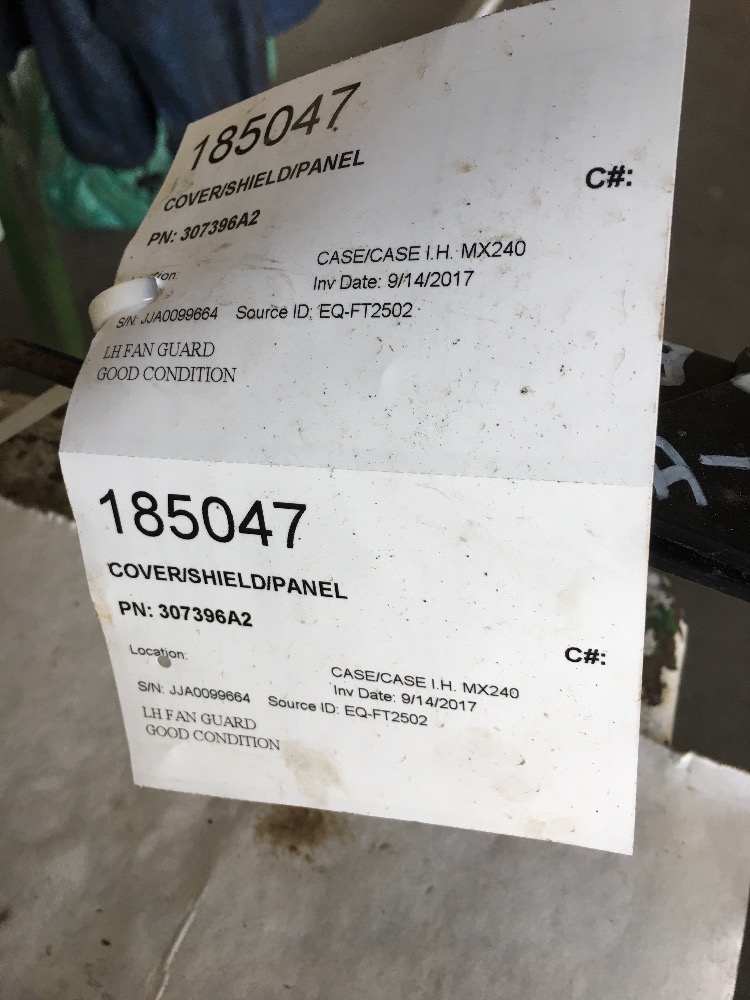 185047
COVER/SHIELD/PANEL
C#:
PN: 307396A2
CASE/CASE I.H. MX240
Inv Date: 9/14/2017
S/N: JJA0099664 Source ID: EQ-FT2502
LH FAN GUARD
GOOD CONDITION
185047
COVER/SHIELD/PANEL
PN: 307396A2
C#:
Location:
CASE/CASE I.H. MX240
Inv Date: 9/14/2017
S/N: JJA0099664 Source ID: EQ-FT2502
LH FAN GUARD
GOOD CONDITION